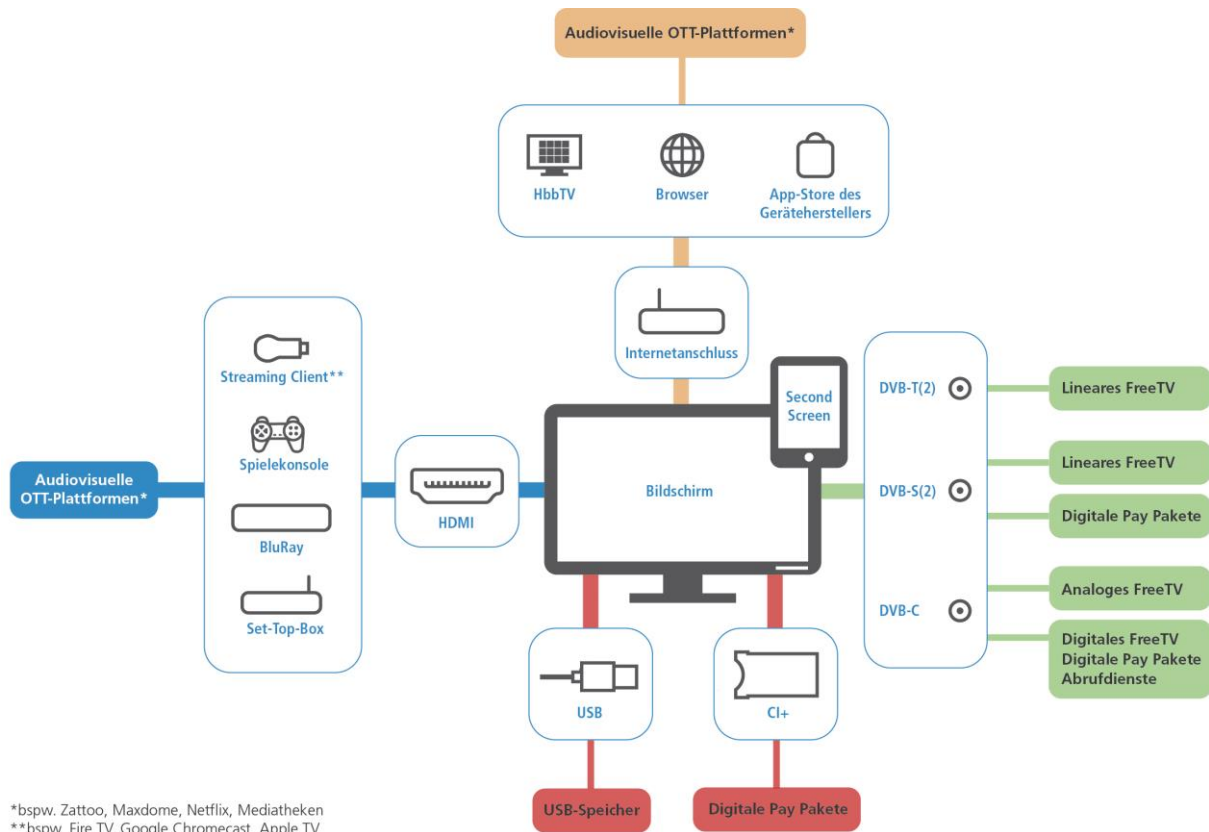 Audiovisuelle OTT-Plattformen*
HbbTV
Browser
App-Store des
Geräteherstellers
Internetanschluss
Streaming Client**
Spielekonsole
BluRay
Set-Top-Box
Audiovisuelle
OTT-Plattformen*
HDMI
Bildschirm
Second
Screen
DVB-T(2)
DVB-S(2)
DVB-C
Lineares FreeTV
Lineares FreeTV
Digitale Pay Pakete
Analoges FreeTV
Digitales FreeTV
Digitale Pay Pakete
Abrufdienste
USB
CI+
USB-Speicher
Digitale Pay Pakete
*bspw. Zattoo, Maxdome, Netflix, Mediatheken
**bspw. Fire TV, Google Chromecast, Apple TV